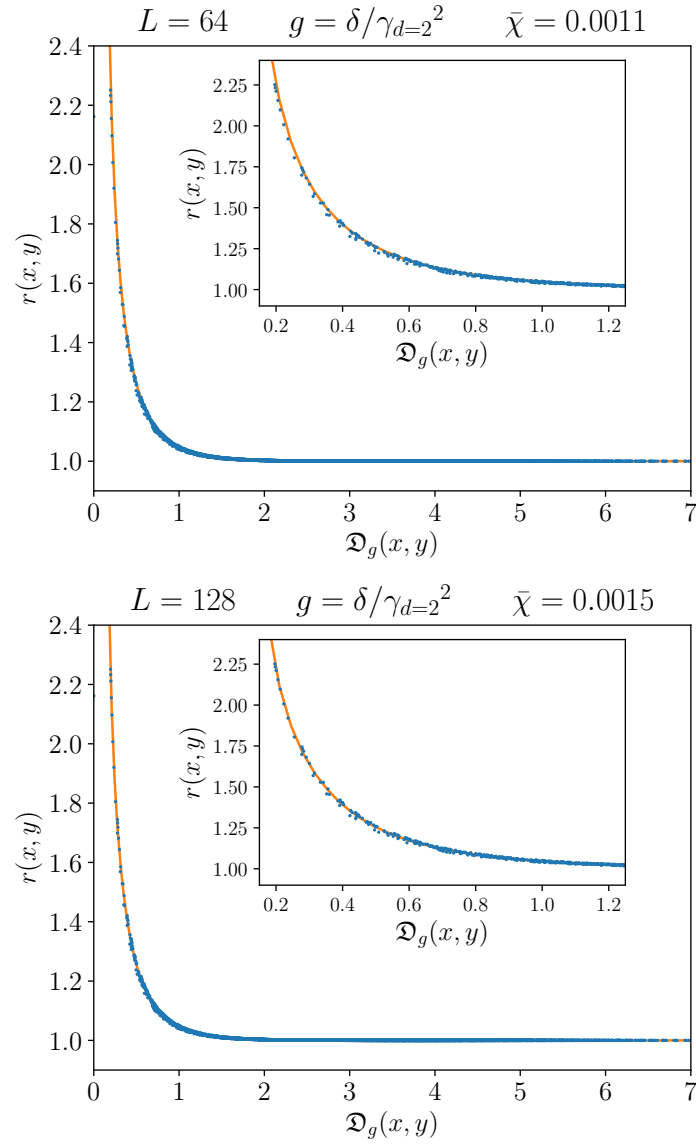 L = 64 g = δ/γ_{d=2}² χ̄ = 0.0011
2.4
2.2
2.0
1.8
1.6
1.4
1.2
1.0
r(x, y)
0 1 2 3 4 5 6 7
𝔇_g(x, y)
2.25
2.00
1.75
1.50
1.25
1.00
r(x, y)
0.2 0.4 0.6 0.8 1.0 1.2
𝔇_g(x, y)
L = 128 g = δ/γ_{d=2}² χ̄ = 0.0015
2.4
2.2
2.0
1.8
1.6
1.4
1.2
1.0
r(x, y)
0 1 2 3 4 5 6 7
𝔇_g(x, y)
2.25
2.00
1.75
1.50
1.25
1.00
r(x, y)
0.2 0.4 0.6 0.8 1.0 1.2
𝔇_g(x, y)